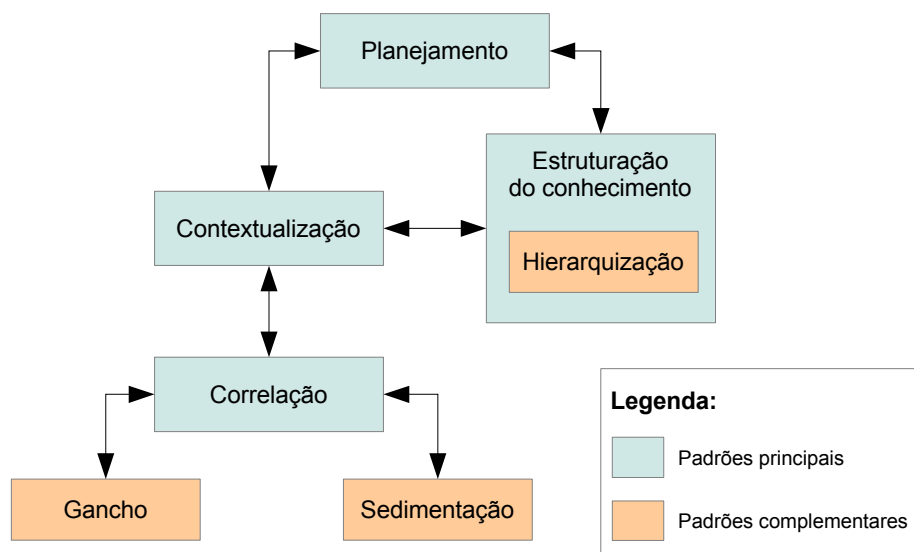 Planejamento
Estruturação
do conhecimento
Contextualização
Hierarquização
Correlação
Gancho
Sedimentação
Legenda:
Padrões principais
Padrões complementares